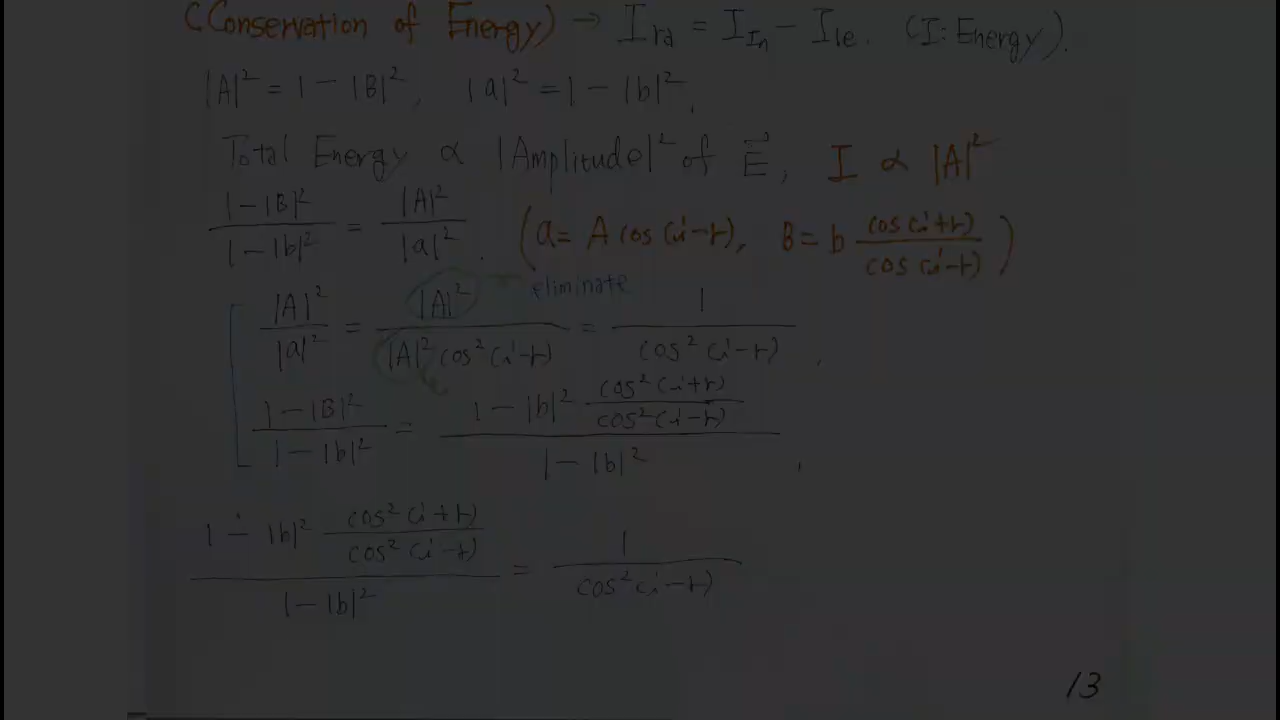 (Conservation of Energy) → I_ra = I_In - I_le. (I: Energy).
|A|² = 1 - |B|², |a|² = 1 - |b|².
Total Energy ∝ |Amplitude|² of E⃗, I ∝ |A|²
(1-|B|²)/(1-|b|²) = |A|²/|a|². (a = A cos(i-r), B = b cos(i+r)/cos(i-r))
eliminate
|A|²/|a|² = |A|²/(|A|² cos²(i-r)) = 1/cos²(i-r),
(1-|B|²)/(1-|b|²) = (1-|b|² cos²(i+r)/cos²(i-r))/(1-|b|²),
(1-|b|² cos²(i+r)/cos²(i-r))/(1-|b|²) = 1/cos²(i-r)
13